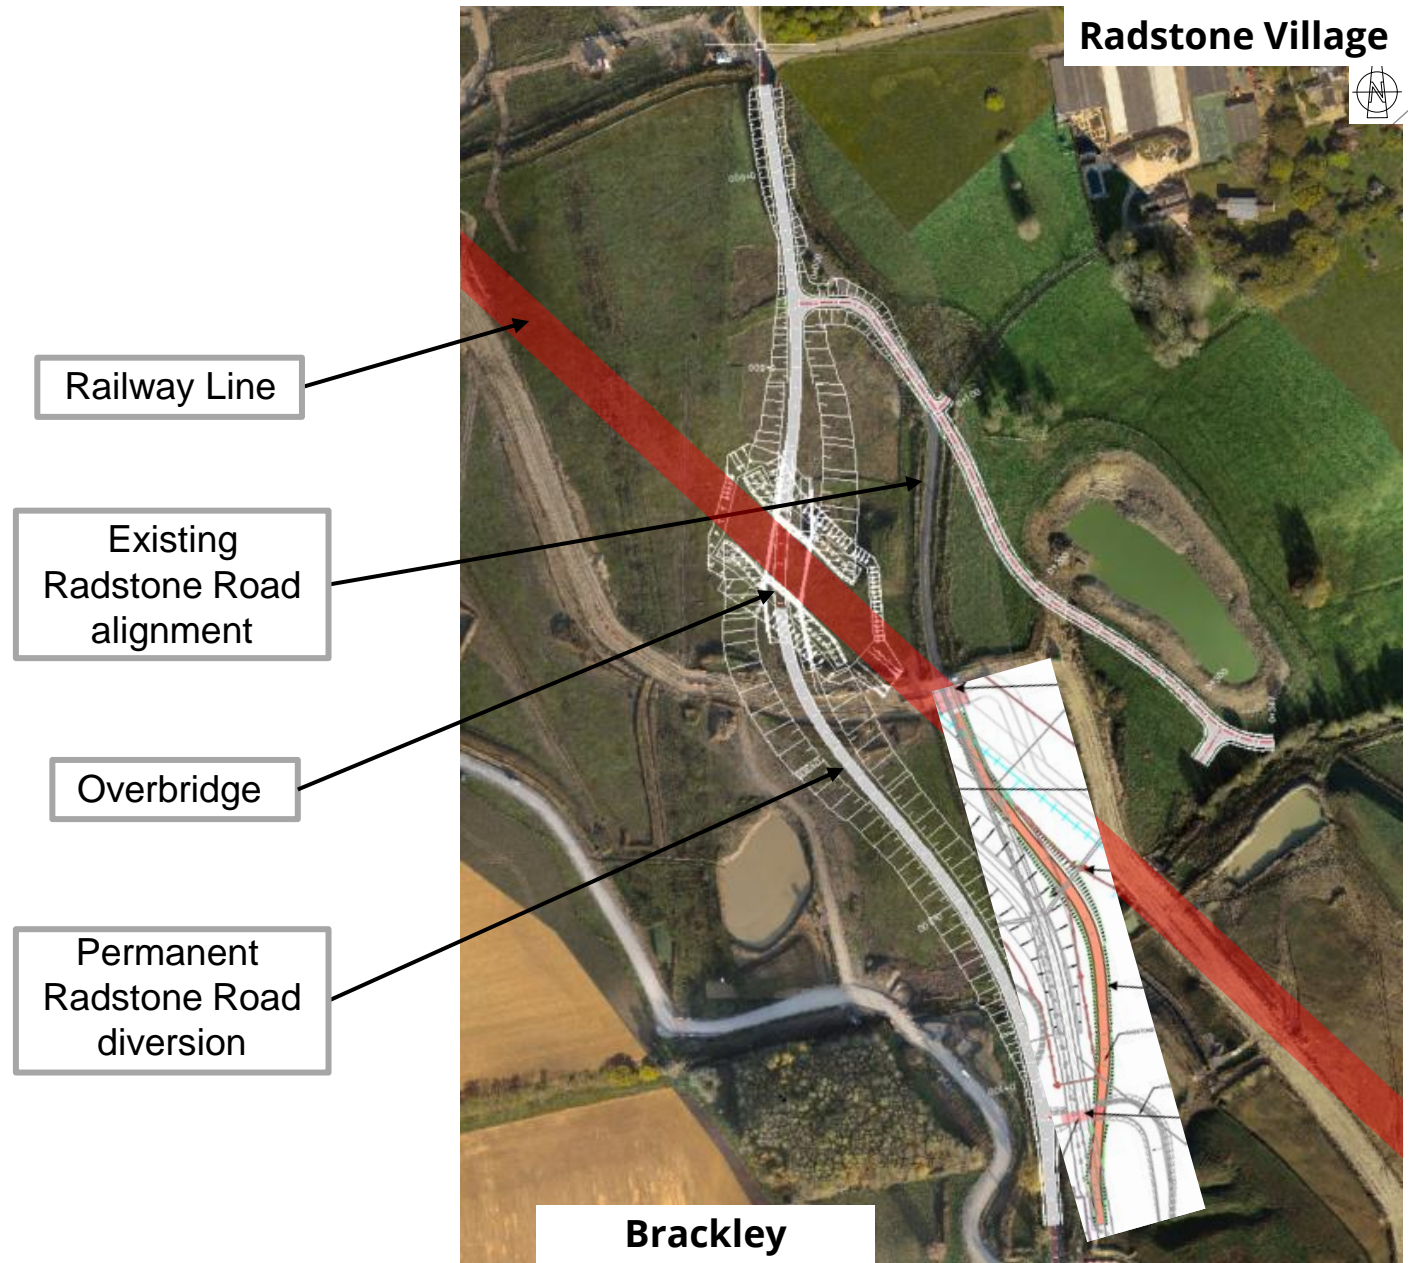 Radstone Village
N
Railway Line
Existing
Radstone Road
alignment
Overbridge
Permanent
Radstone Road
diversion
Brackley